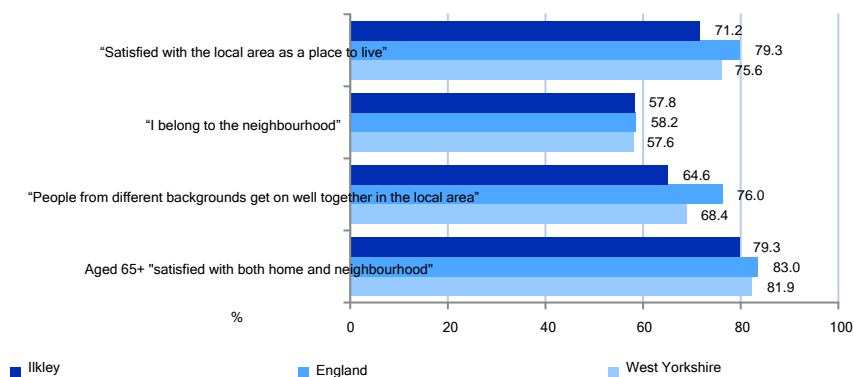 “Satisfied with the local area as a place to live”
71.2
79.3
75.6
“I belong to the neighbourhood”
57.8
58.2
57.6
“People from different backgrounds get on well together in the local area”
64.6
76.0
68.4
Aged 65+ "satisfied with both home and neighbourhood"
79.3
83.0
81.9
% 0 20 40 60 80 100
Ilkley England West Yorkshire